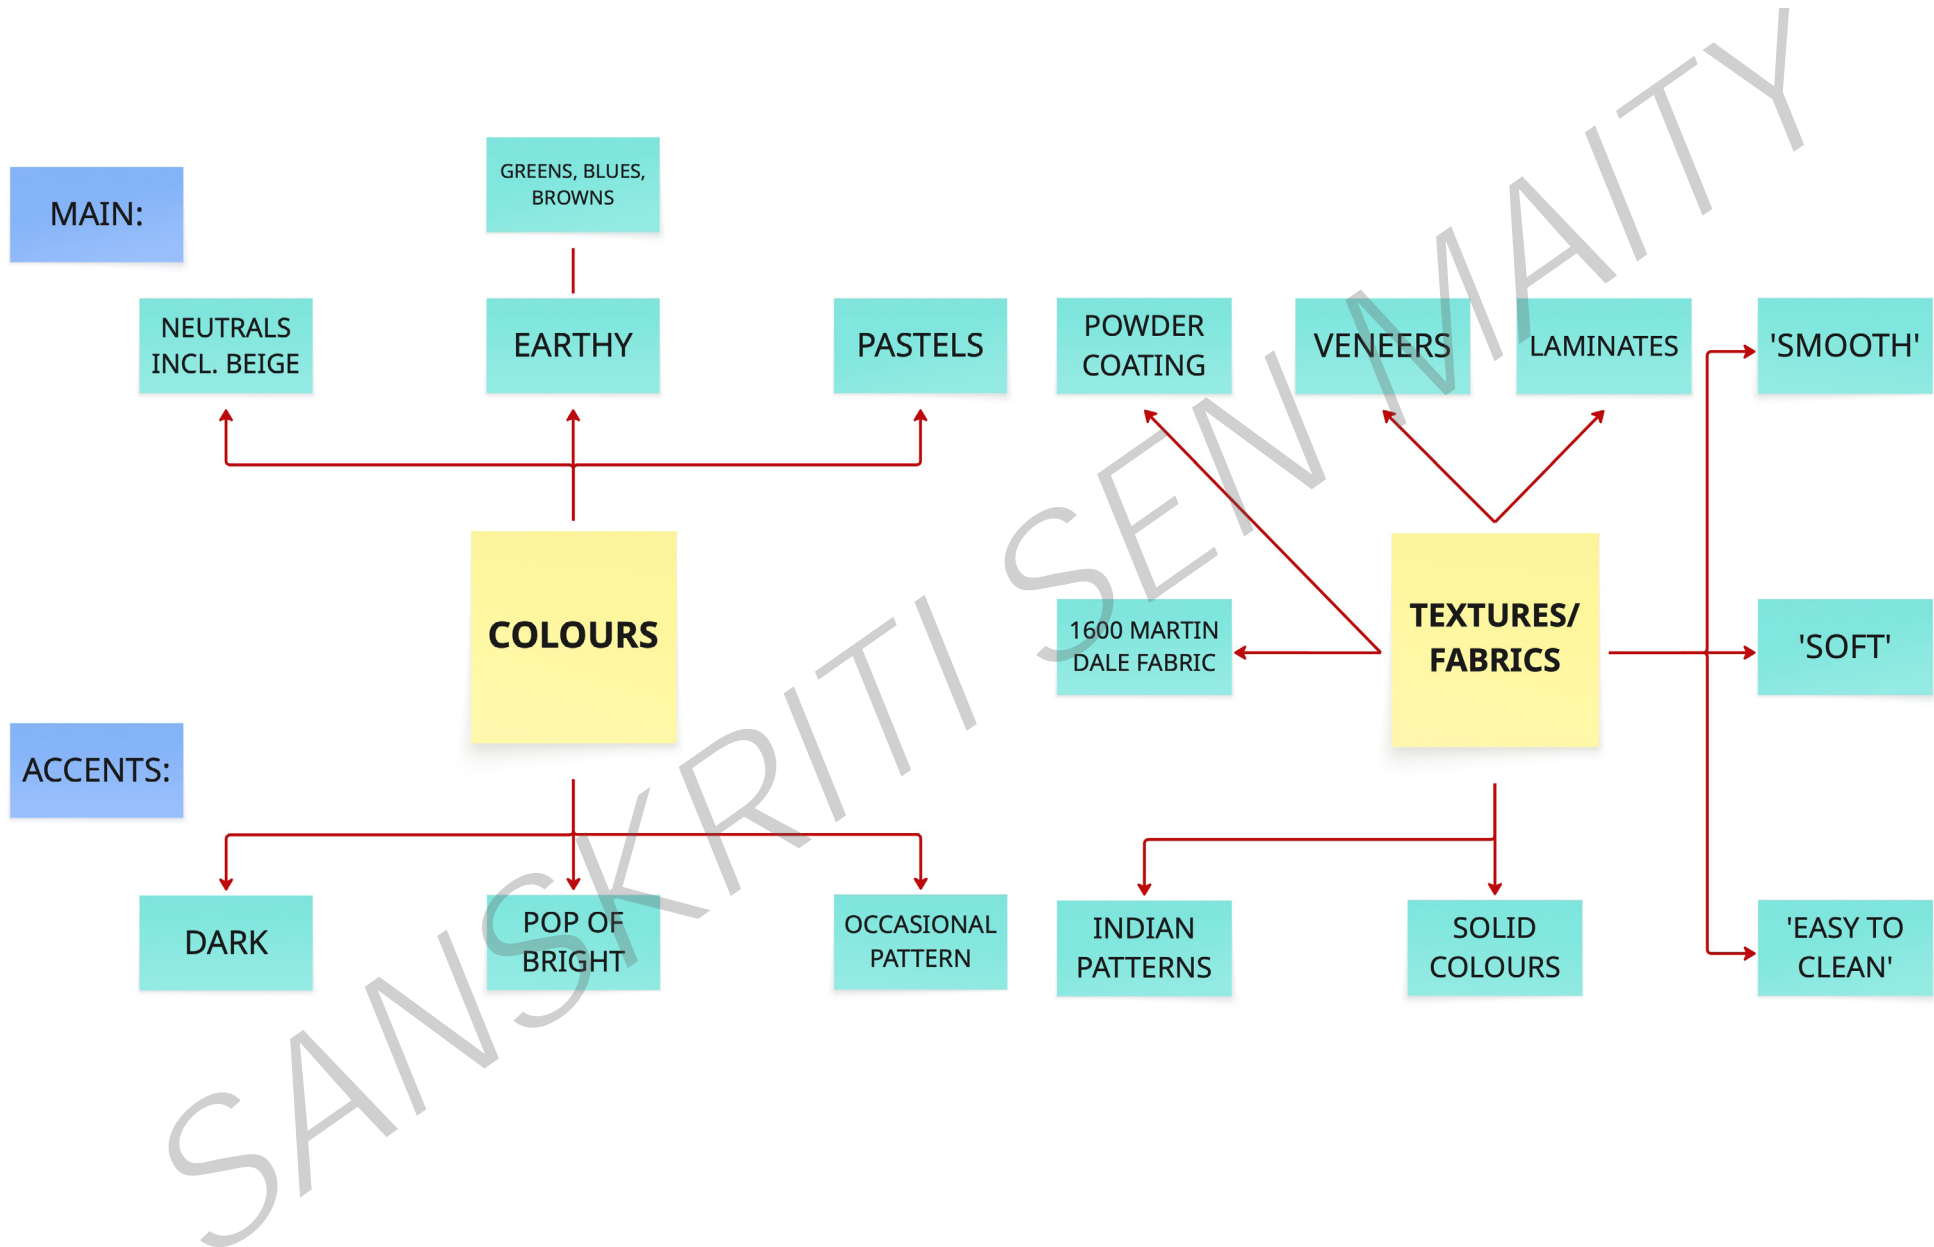 MAIN:
GREENS, BLUES,
BROWNS
NEUTRALS
INCL. BEIGE
EARTHY
PASTELS
COLOURS
ACCENTS:
DARK
POP OF
BRIGHT
OCCASIONAL
PATTERN
POWDER
COATING
VENEERS
LAMINATES
'SMOOTH'
1600 MARTIN
DALE FABRIC
TEXTURES/
FABRICS
'SOFT'
INDIAN
PATTERNS
SOLID
COLOURS
'EASY TO
CLEAN'
SANSKRITI SEN MAITY